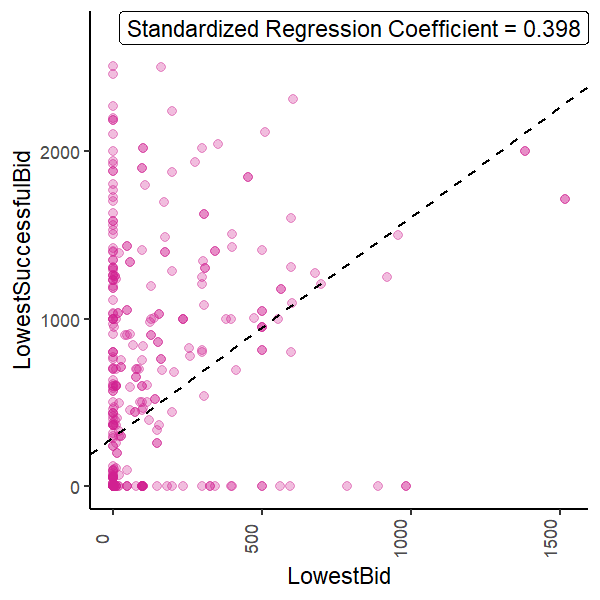 Standardized Regression Coefficient = 0.398
LowestSuccessfulBid
2000
1000
0
0
500
1000
1500
LowestBid